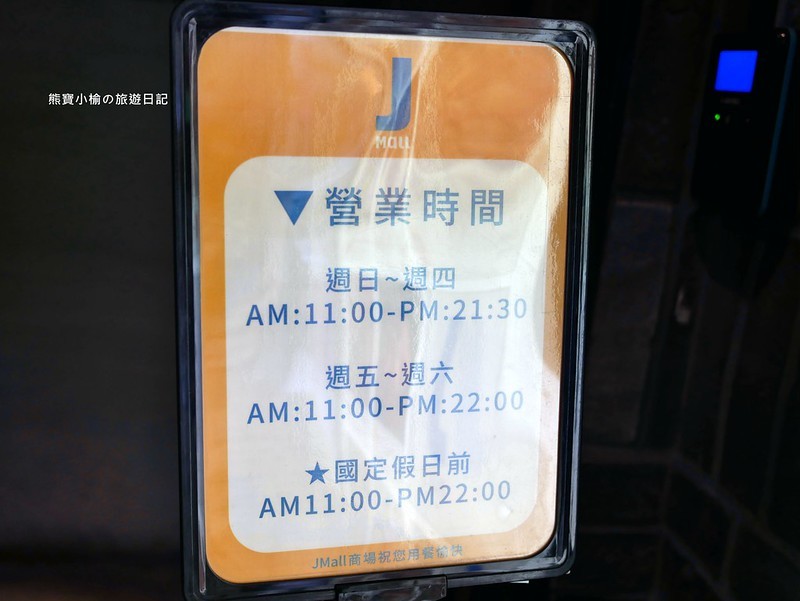 熊寶小榆の旅遊日記
J
Mall
▼營業時間
週日~週四
AM:11:00-PM:21:30
週五~週六
AM:11:00-PM:22:00
★國定假日前
AM11:00-PM22:00
JMall商場祝您用餐愉快